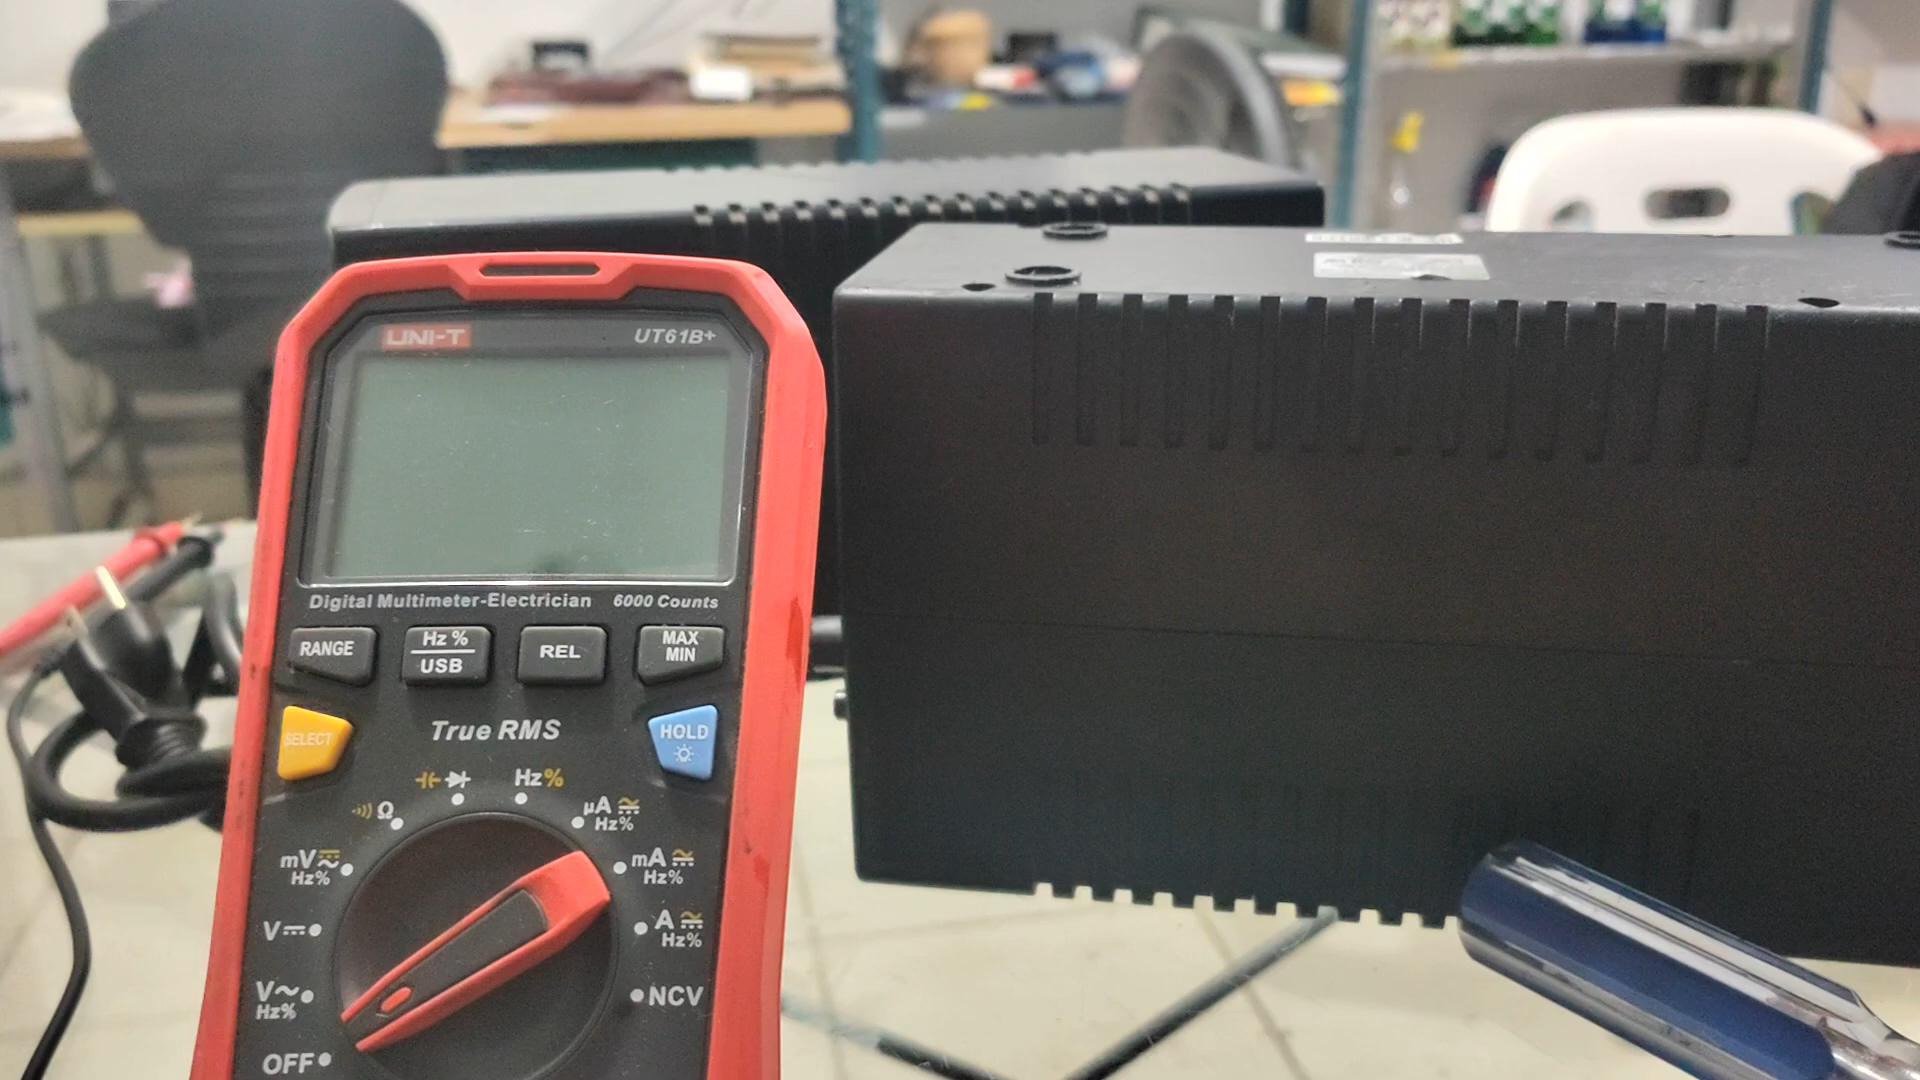 UNI-T UT61B+
Digital Multimeter-Electrician 6000 Counts
RANGE
Hz %
USB
REL
MAX
MIN
SELECT
True RMS
HOLD
Hz%
Ω
μA
Hz%
mV
Hz%
mA
Hz%
V
A
Hz%
V~
Hz%
NCV
OFF